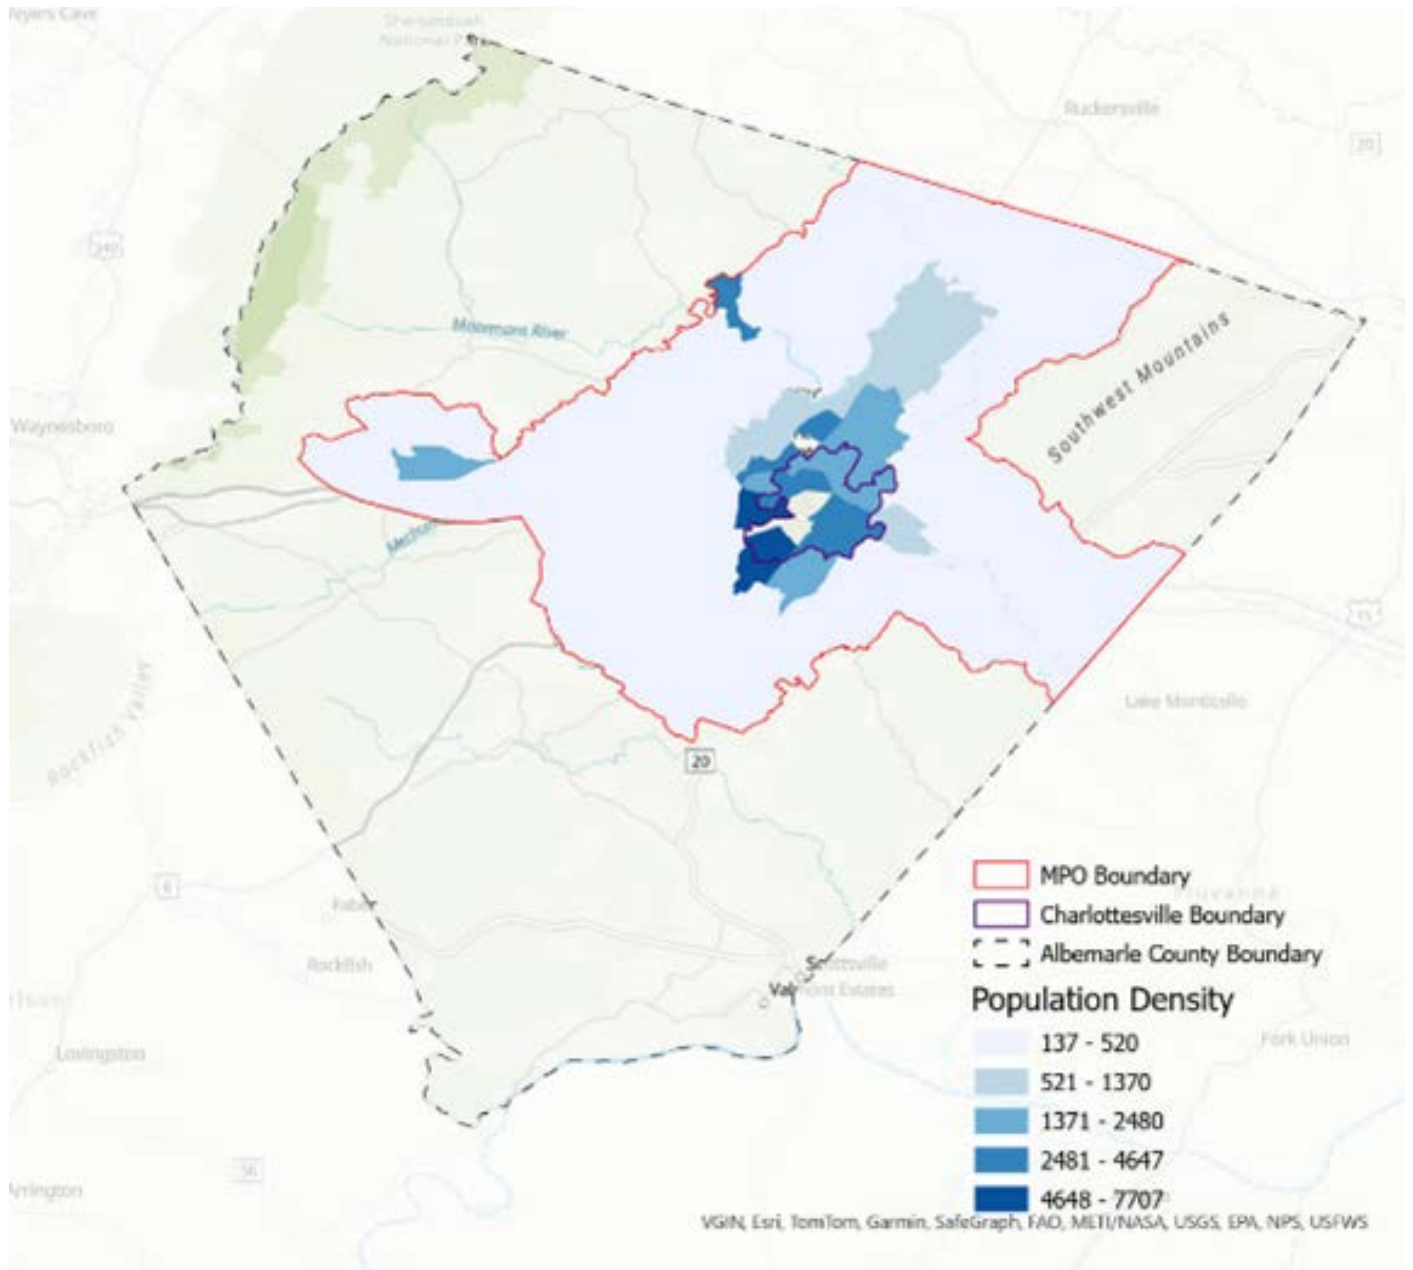 Shenandoah
National Park
Ruckersville
20
340
Moormans River
Southwest Mountains
Waynesboro
Rockfish Valley
Lake Monticello
20
6
Rockfish
Scottsville
Lovingston
Fork Union
56
Arrington
MPO Boundary
Charlottesville Boundary
Albemarle County Boundary
Population Density
137 - 520
521 - 1370
1371 - 2480
2481 - 4647
4648 - 7707
VGIN, Esri, TomTom, Garmin, SafeGraph, FAO, METI/NASA, USGS, EPA, NPS, USFWS